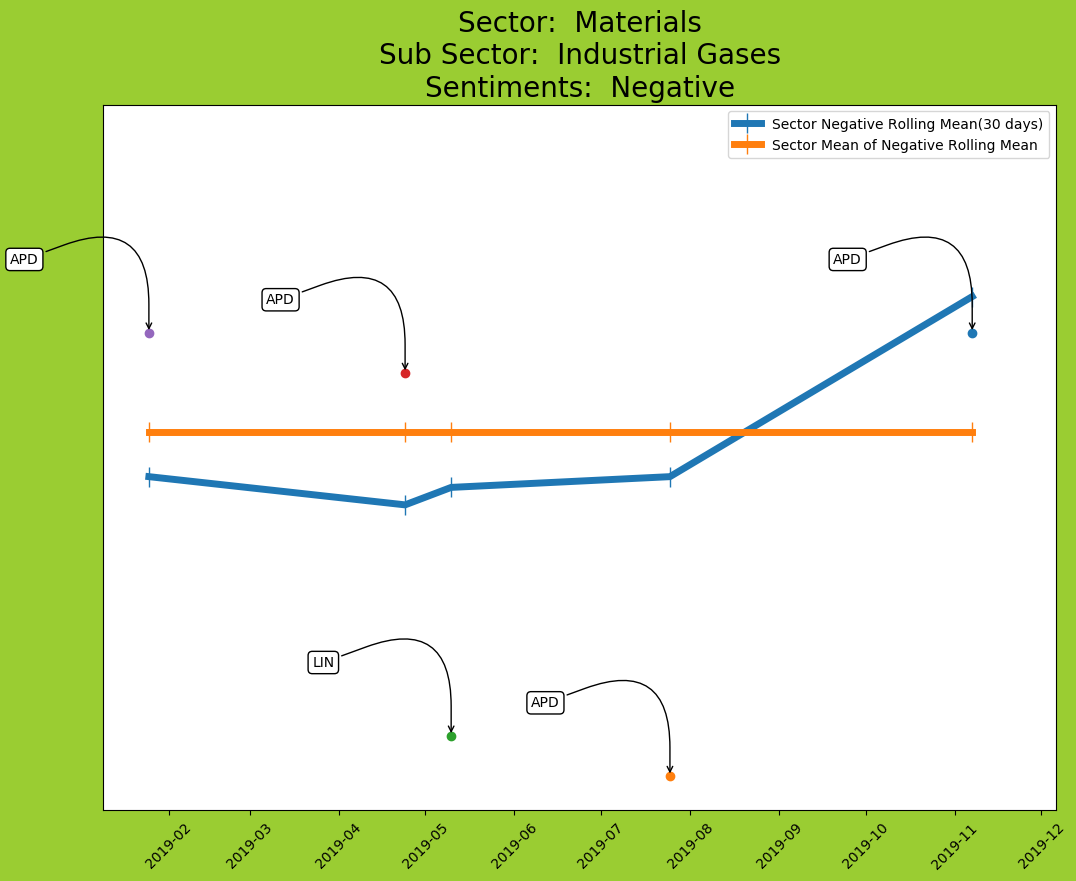 Sector:  Materials
Sub Sector:  Industrial Gases
Sentiments:  Negative
Sector Negative Rolling Mean(30 days)
Sector Mean of Negative Rolling Mean
APD
APD
APD
LIN
APD
2019-02
2019-03
2019-04
2019-05
2019-06
2019-07
2019-08
2019-09
2019-10
2019-11
2019-12